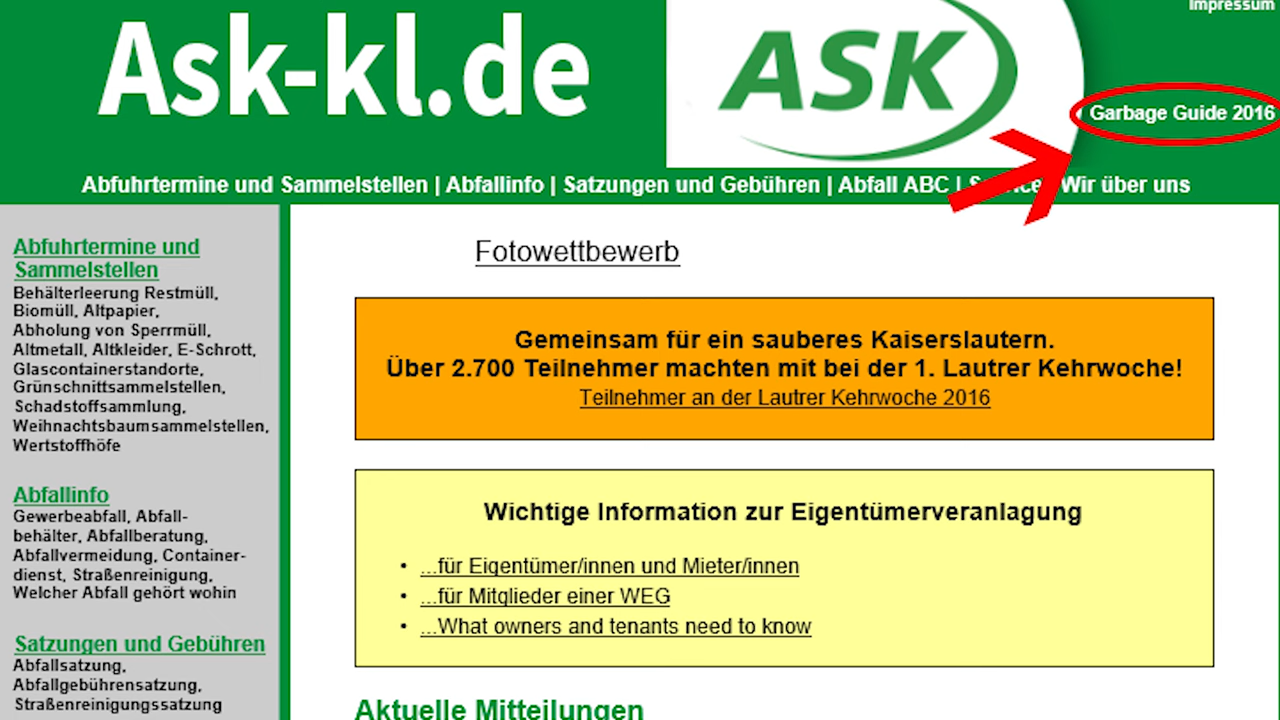 Impressum
Ask-kl.de
ASK
Garbage Guide 2016
Abfuhrtermine und Sammelstellen | Abfallinfo | Satzungen und Gebühren | Abfall ABC | Wir über uns
Abfuhrtermine und
Sammelstellen
Behälterleerung Restmüll,
Biomüll, Altpapier,
Abholung von Sperrmüll,
Altmetall, Altkleider, E-Schrott,
Glascontainerstandorte,
Grünschnittsammelstellen,
Schadstoffsammlung,
Weihnachtsbaumsammelstellen,
Wertstoffhöfe
Abfallinfo
Gewerbeabfall, Abfall-
behälter, Abfallberatung,
Abfallvermeidung, Container-
dienst, Straßenreinigung,
Welcher Abfall gehört wohin
Satzungen und Gebühren
Abfallsatzung,
Abfallgebührensatzung,
Straßenreinigungssatzung
Fotowettbewerb
Gemeinsam für ein sauberes Kaiserslautern.
Über 2.700 Teilnehmer machten mit bei der 1. Lautrer Kehrwoche!
Teilnehmer an der Lautrer Kehrwoche 2016
Wichtige Information zur Eigentümerveranlagung
• ...für Eigentümer/innen und Mieter/innen
• ...für Mitglieder einer WEG
• ...What owners and tenants need to know
Aktuelle Mitteilungen